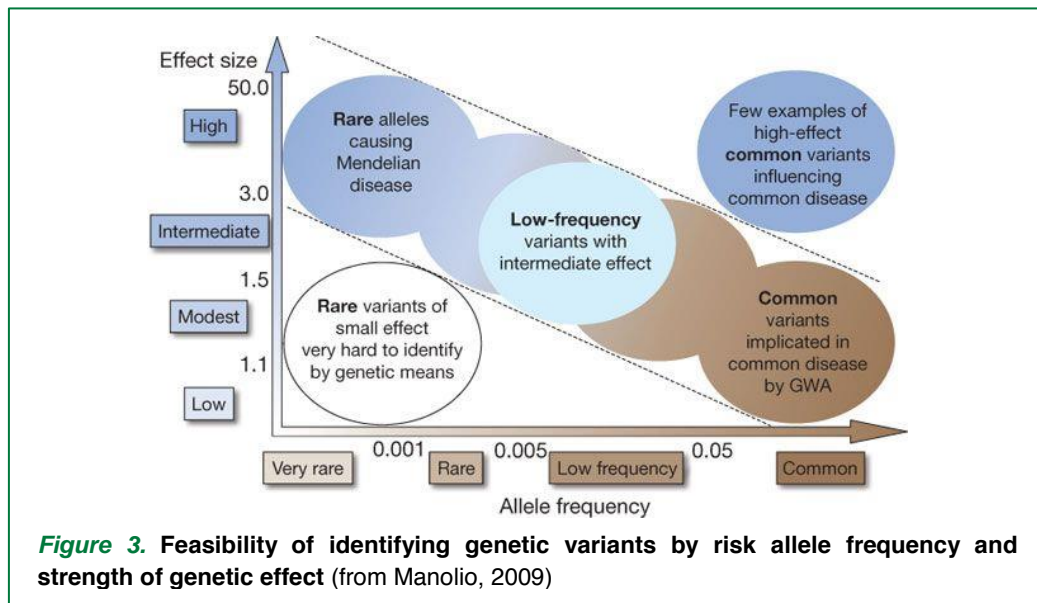 Effect size
50.0
High
3.0
Intermediate
1.5
Modest
1.1
Low
Rare alleles
causing
Mendelian
disease
Low-frequency
variants with
intermediate effect
Few examples of
high-effect
common variants
influencing
common disease
Rare variants of
small effect
very hard to identify
by genetic means
Common
variants
implicated in
common disease
by GWA
0.001
0.005
0.05
Very rare
Rare
Low frequency
Common
Allele frequency
Figure 3. Feasibility of identifying genetic variants by risk allele frequency and
strength of genetic effect (from Manolio, 2009)